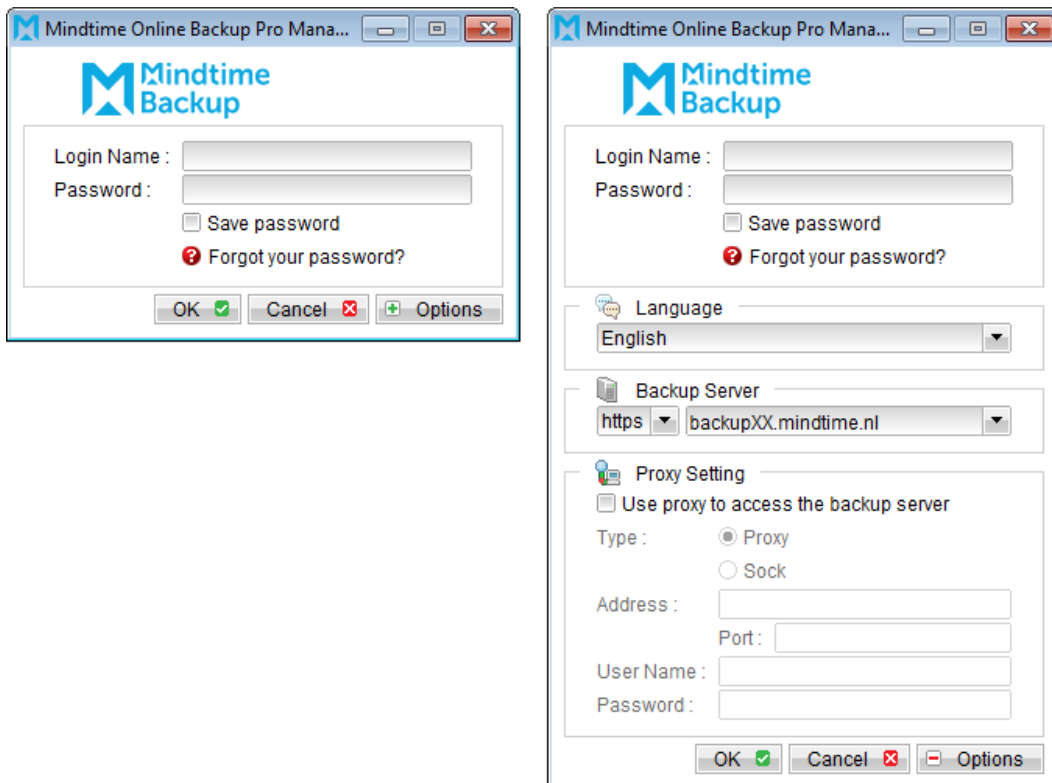 Mindtime Online Backup Pro Mana...
Mindtime
Backup
Login Name :
Password :
Save password
Forgot your password?
OK Cancel Options
Mindtime Online Backup Pro Mana...
Mindtime
Backup
Login Name :
Password :
Save password
Forgot your password?
Language
English
Backup Server
https backupXX.mindtime.nl
Proxy Setting
Use proxy to access the backup server
Type : Proxy
Sock
Address :
Port :
User Name :
Password :
OK Cancel Options